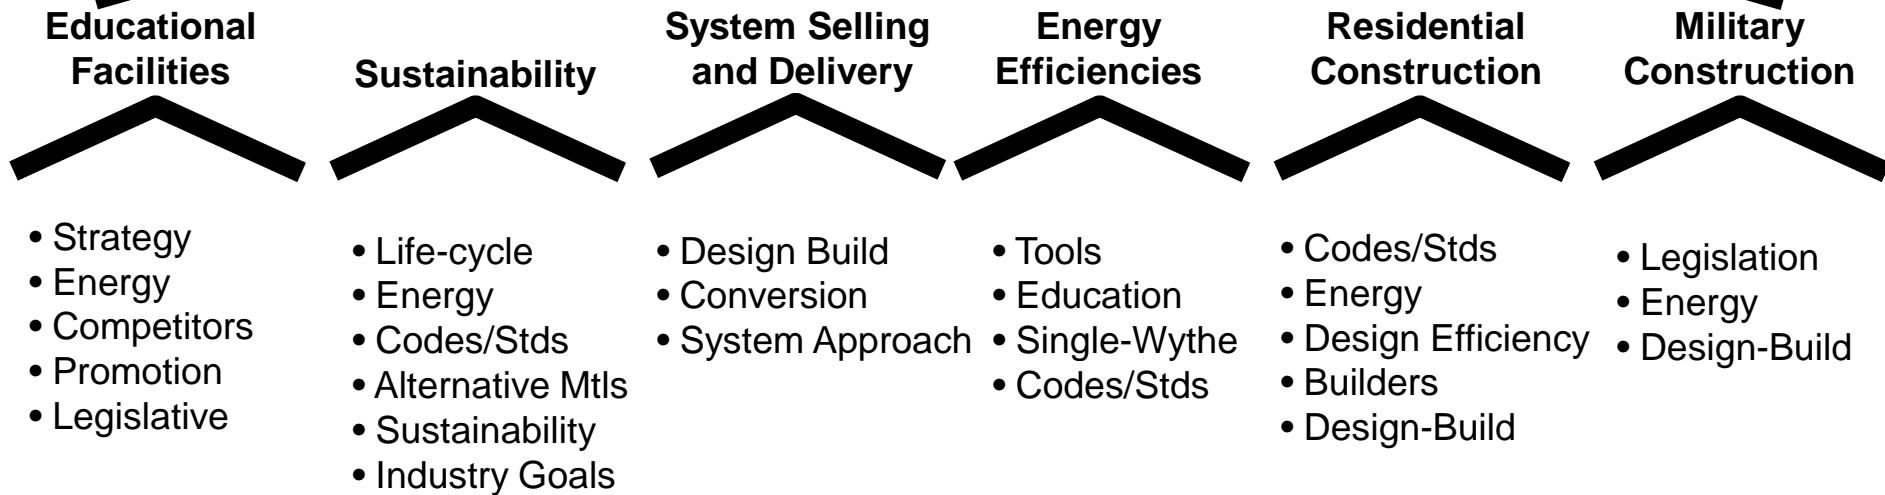 Educational
Facilities
• Strategy
• Energy
• Competitors
• Promotion
• Legislative
Sustainability
• Life-cycle
• Energy
• Codes/Stds
• Alternative Mtls
• Sustainability
• Industry Goals
System Selling
and Delivery
• Design Build
• Conversion
• System Approach
Energy
Efficiencies
• Tools
• Education
• Single-Wythe
• Codes/Stds
Residential
Construction
• Codes/Stds
• Energy
• Design Efficiency
• Builders
• Design-Build
Military
Construction
• Legislation
• Energy
• Design-Build